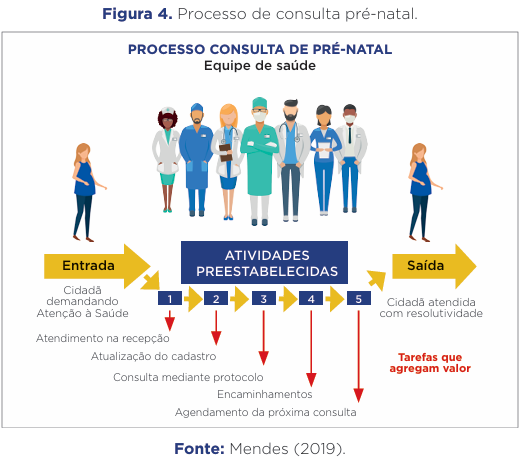 Figura 4. Processo de consulta pré-natal.
PROCESSO CONSULTA DE PRÉ-NATAL
Equipe de saúde
Entrada
ATIVIDADES
PREESTABELECIDAS
Saída
Cidadã
demandando
Atenção à Saúde
1
2
3
4
5
Cidadã atendida
com resolutividade
Atendimento na recepção
Atualização do cadastro
Consulta mediante protocolo
Encaminhamentos
Agendamento da próxima consulta
Tarefas que
agregam valor
Fonte: Mendes (2019).